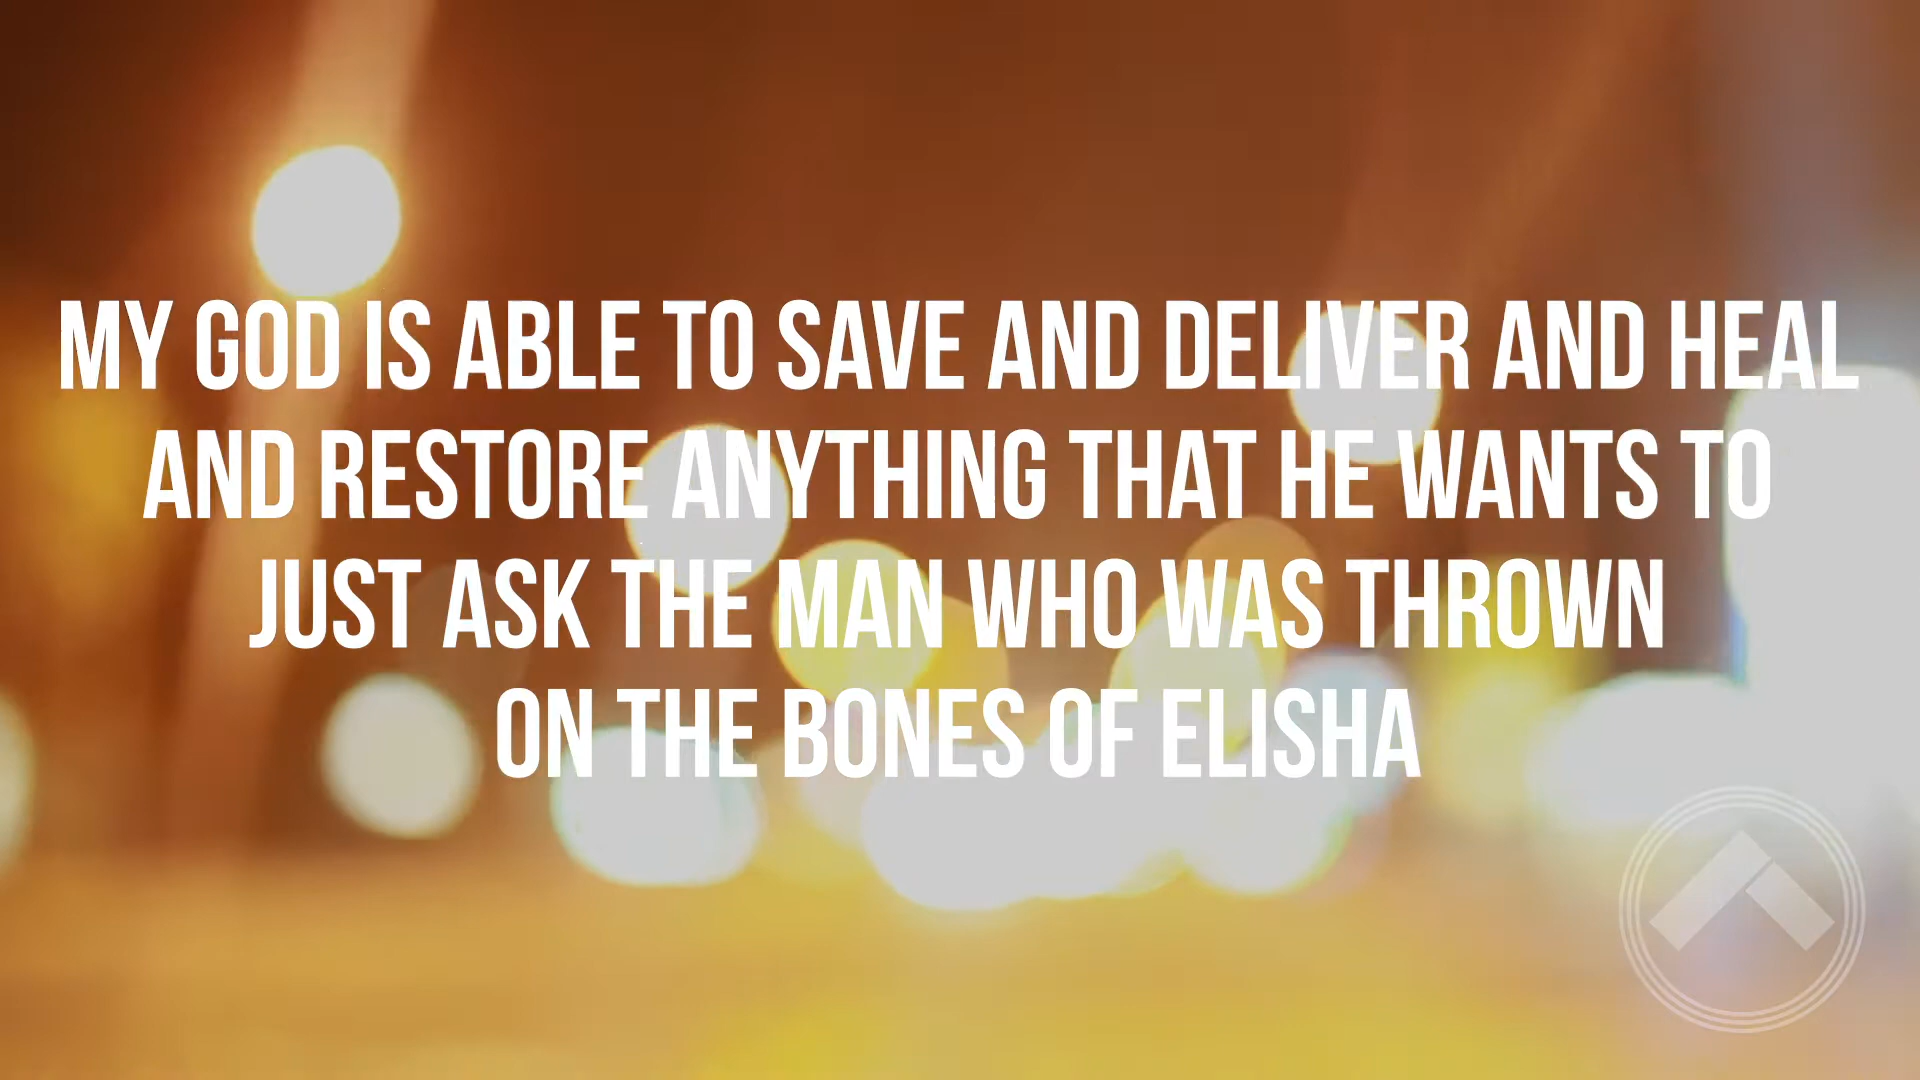 MY GOD IS ABLE TO SAVE AND DELIVER AND HEAL
AND RESTORE ANYTHING THAT HE WANTS TO
JUST ASK THE MAN WHO WAS THROWN
ON THE BONES OF ELISHA